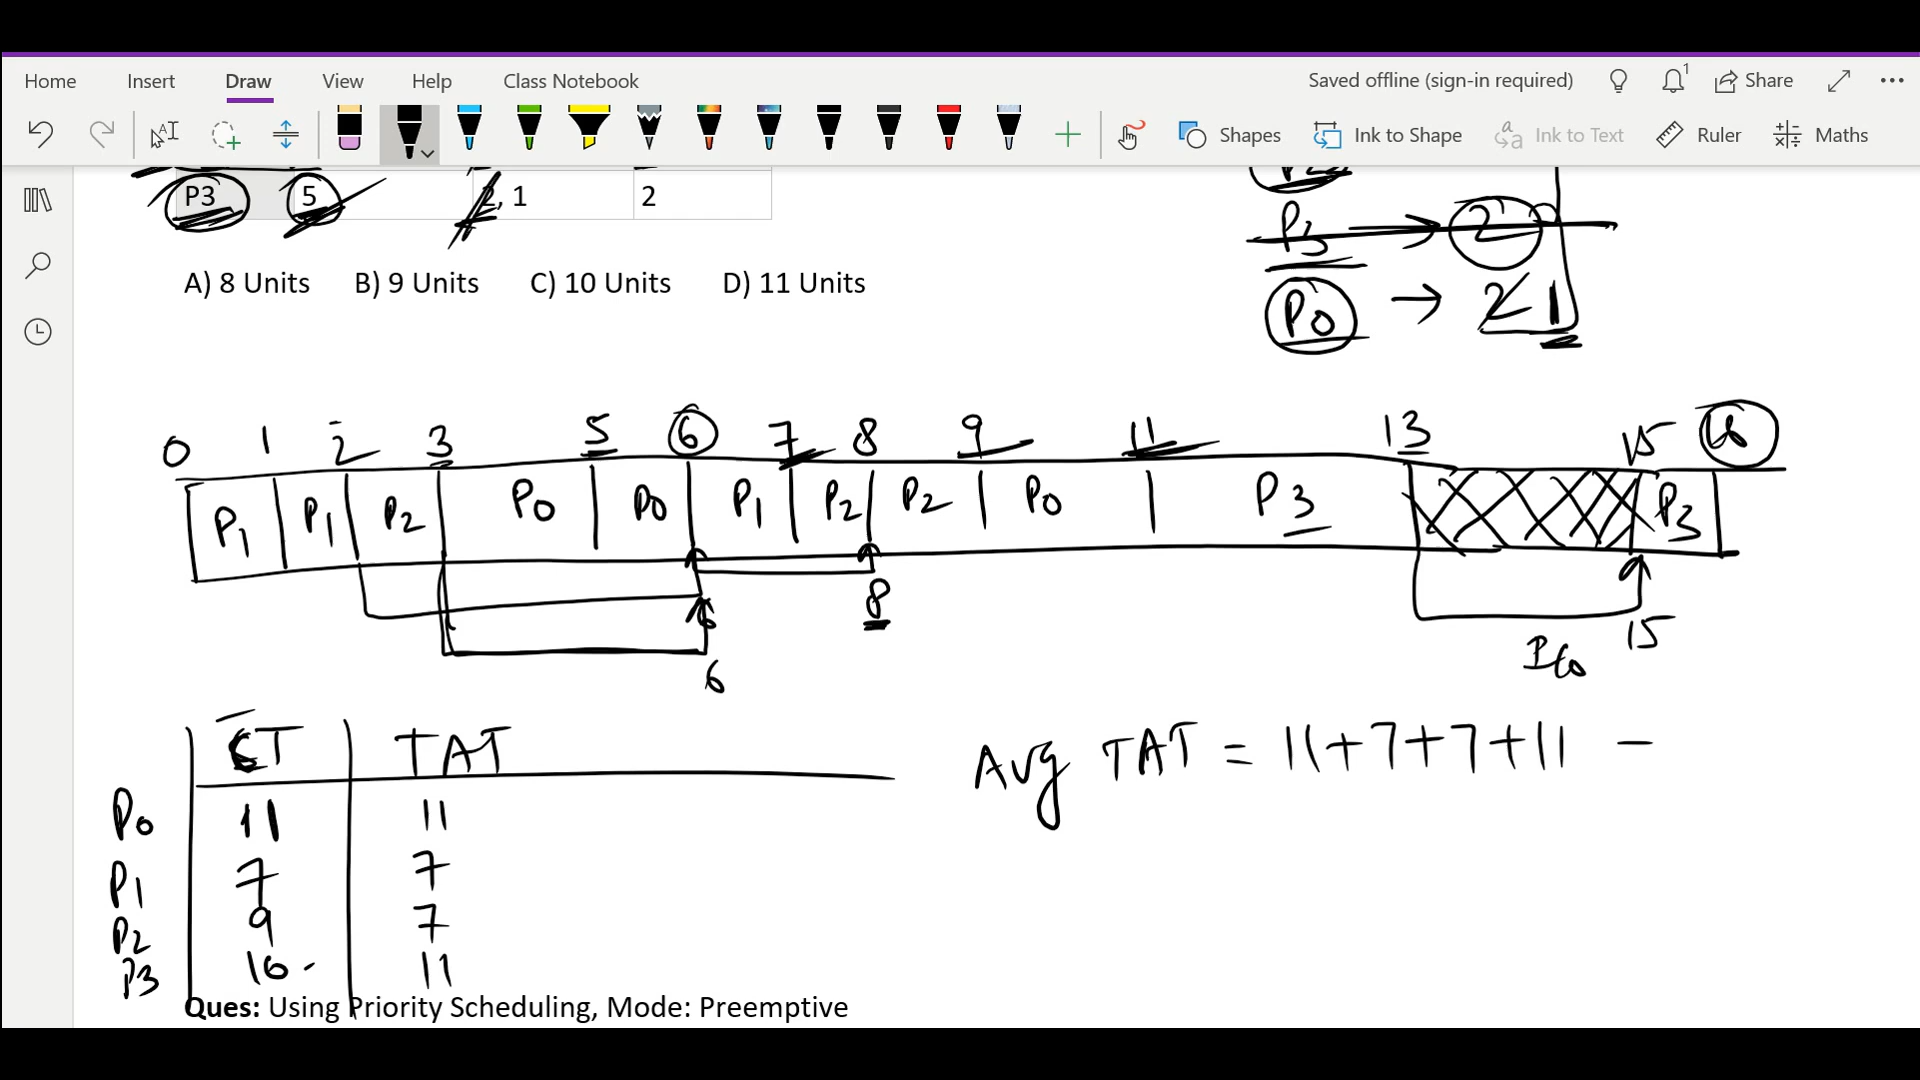 Home Insert Draw View Help Class Notebook Saved offline (sign-in required) 1 Share
Shapes Ink to Shape Ink to Text Ruler Maths
P3 5 2, 1 2
P3 → 2
A) 8 Units B) 9 Units C) 10 Units D) 11 Units
P0 → 2 1
0 1 2 3 5 6 7 8 9 11 13 15 16
P1 P1 P2 P0 P0 P1 P2 P2 P0 P3 P3
6 8 15
6 I/O
CT TAT
Avg TAT = 11+7+7+11 —
P0 11 11
P1 7 7
P2 9 7
P3 16 11
Ques: Using Priority Scheduling, Mode: Preemptive